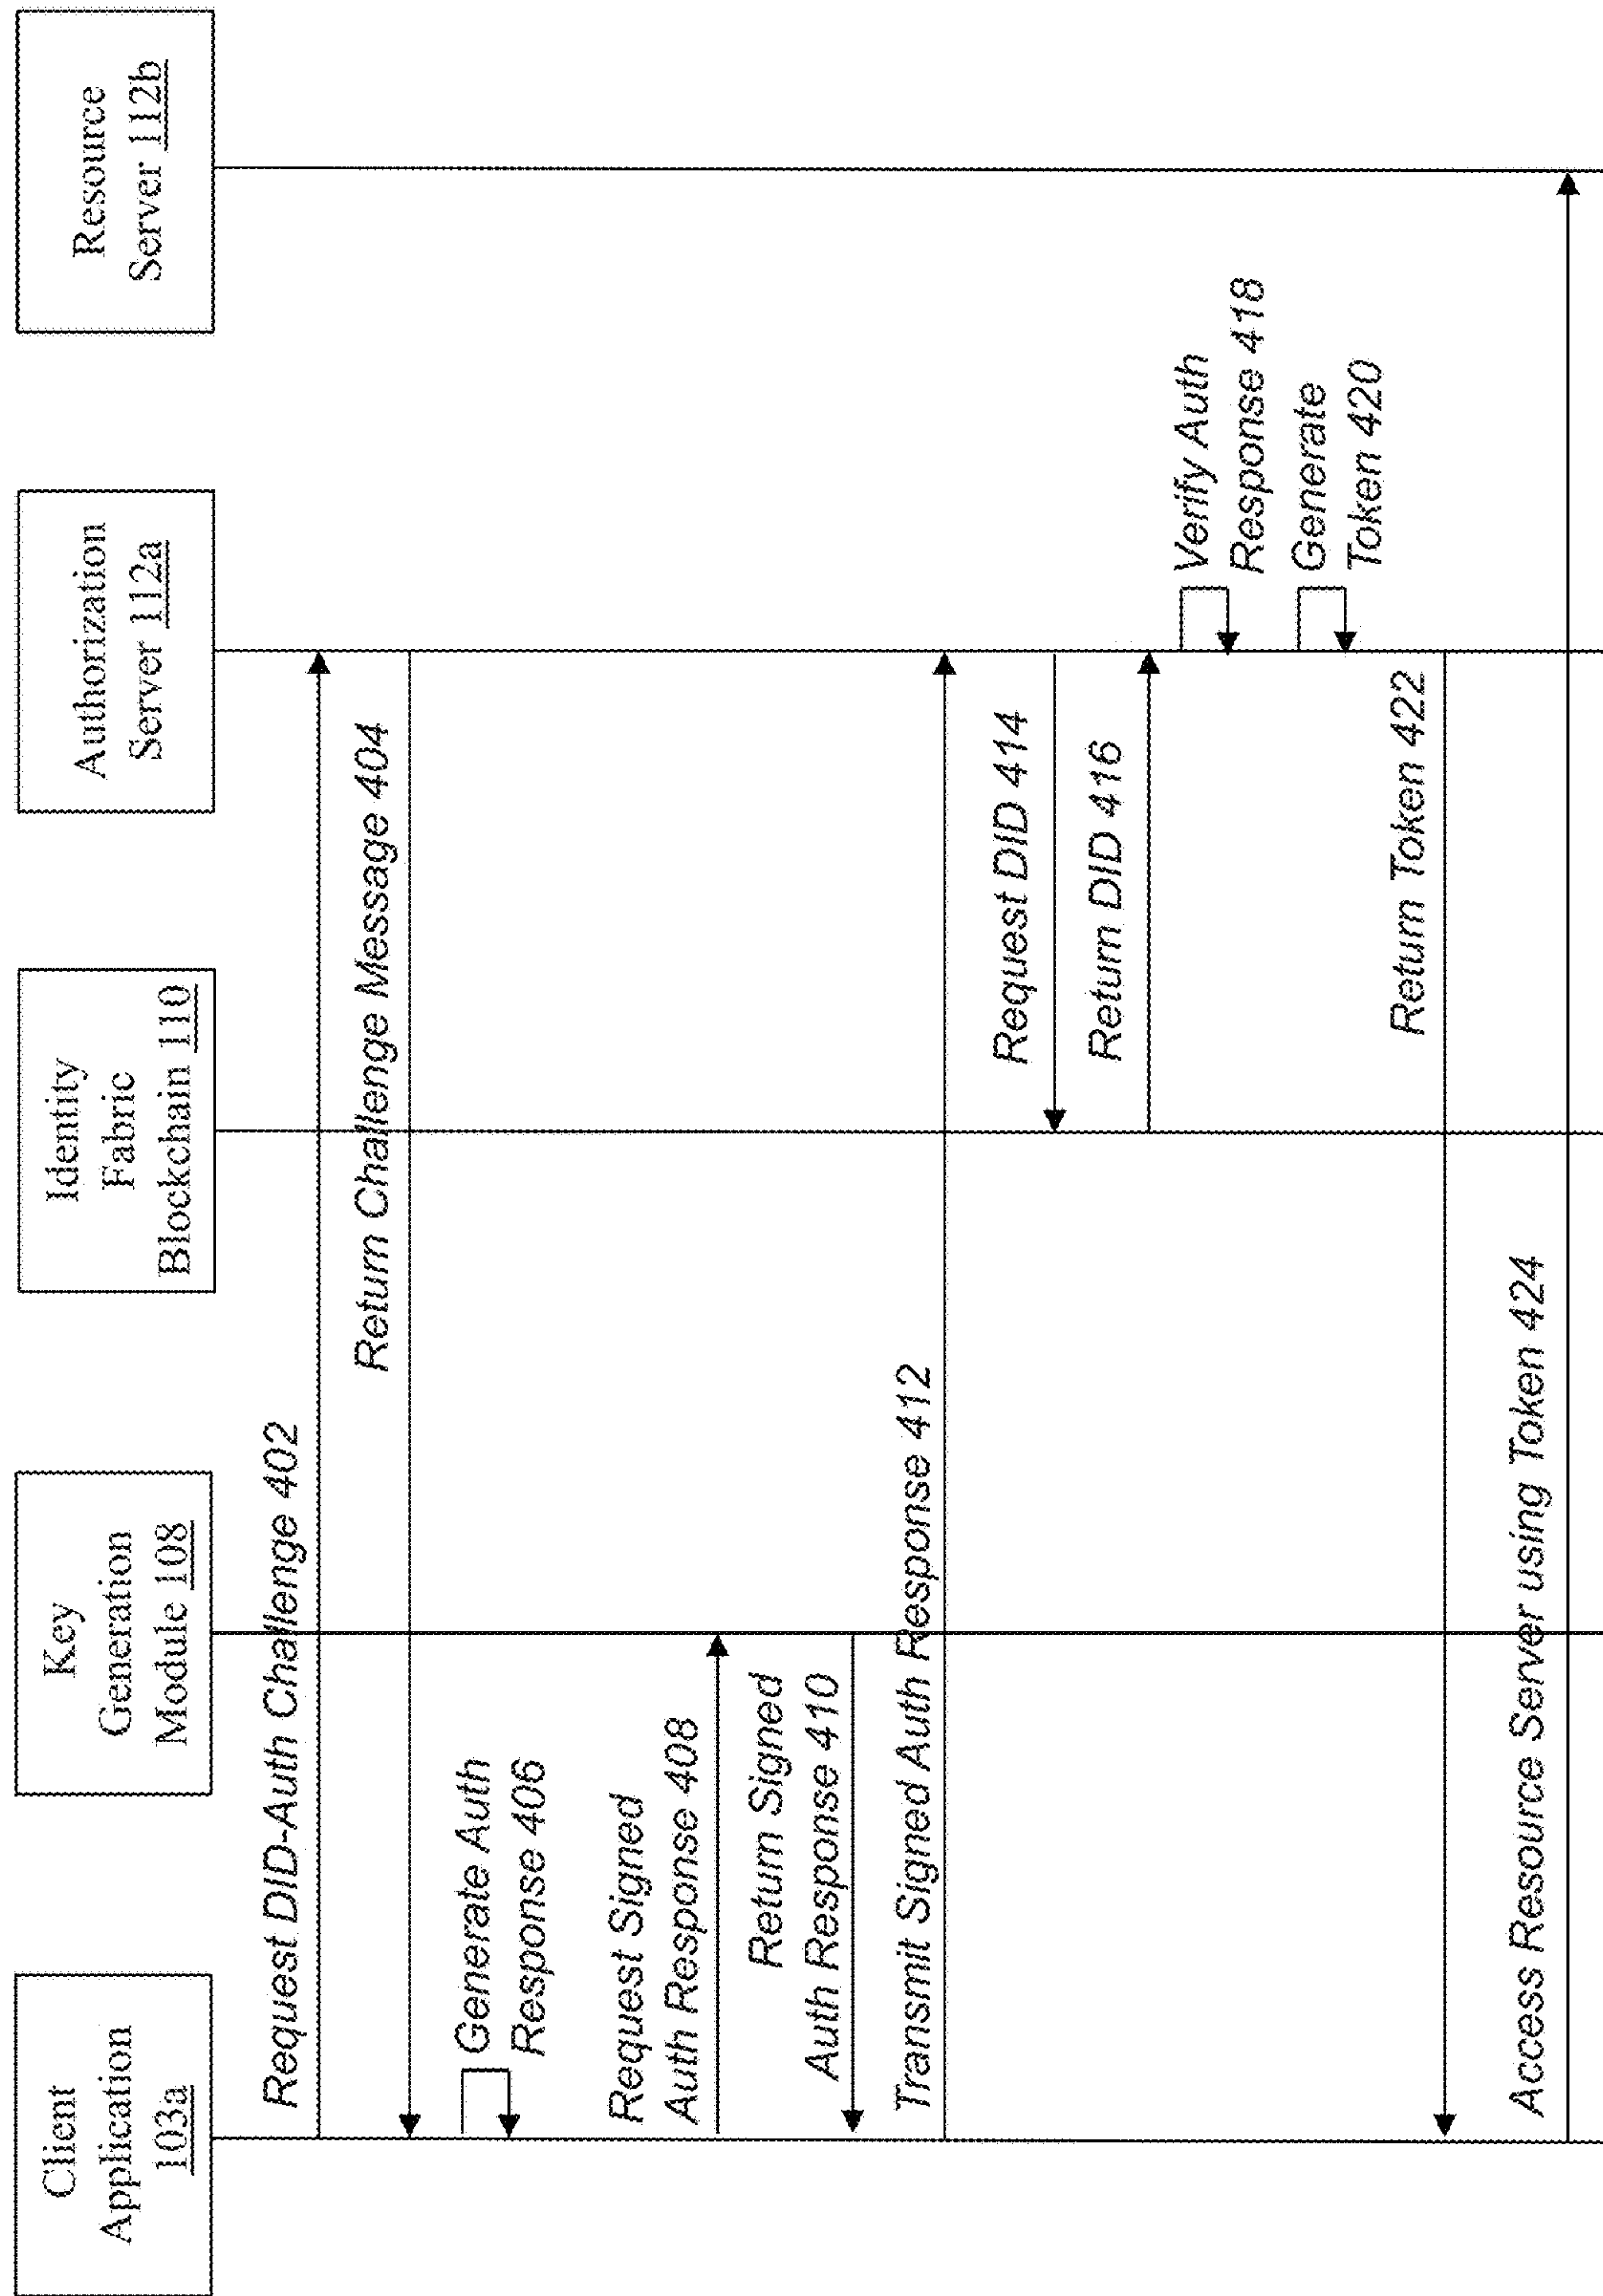 Client
Application
103a
Key
Generation
Module 108
Identity
Fabric
Blockchain 110
Authorization
Server 112a
Resource
Server 112b
Request DID-Auth Challenge 402
Return Challenge Message 404
Generate Auth
Response 406
Request Signed
Auth Response 408
Return Signed
Auth Response 410
Transmit Signed Auth Response 412
Request DID 414
Return DID 416
Verify Auth
Response 418
Generate
Token 420
Return Token 422
Access Resource Server using Token 424